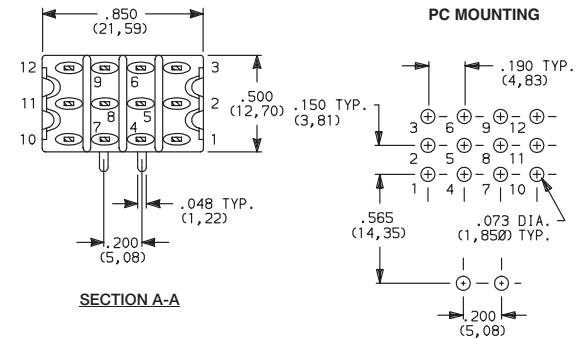 .850
(21,59)
12 3
9 6
11 2
8 5
10 1
7 4
.500
(12,70)
.048 TYP.
(1,22)
.200
(5,08)
SECTION A-A
PC MOUNTING
.190 TYP.
(4,83)
.150 TYP.
(3,81)
3 6 9 12
2 5 8 11
1 4 7 10
.565
(14,35)
.073 DIA.
(1,850) TYP.
.200
(5,08)